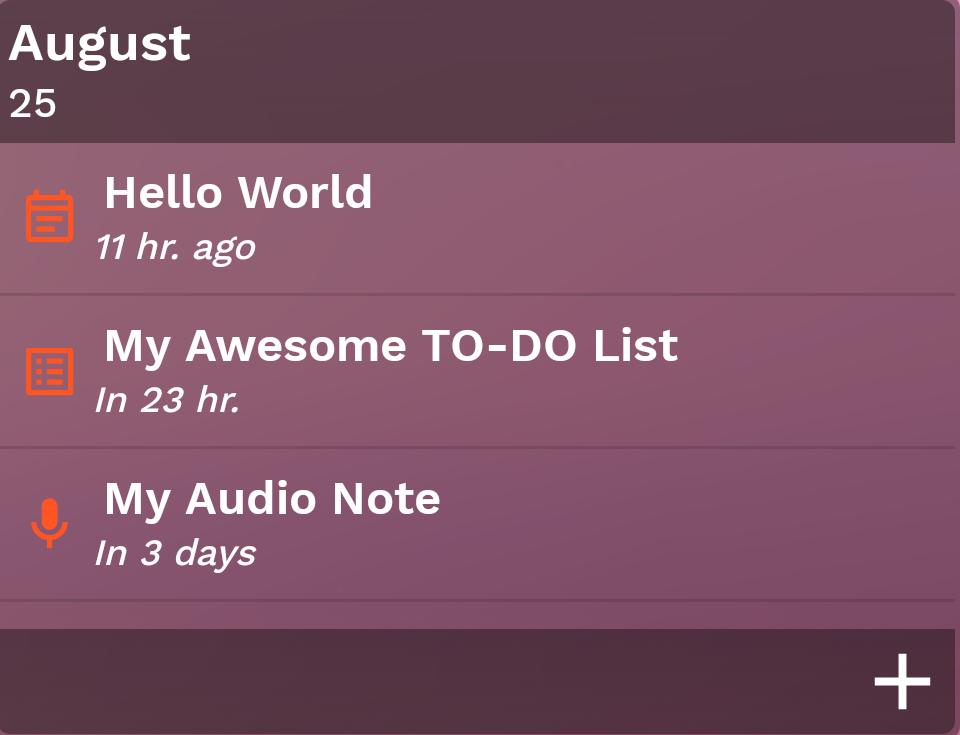 August
25
Hello World
11 hr. ago
My Awesome TO-DO List
In 23 hr.
My Audio Note
In 3 days